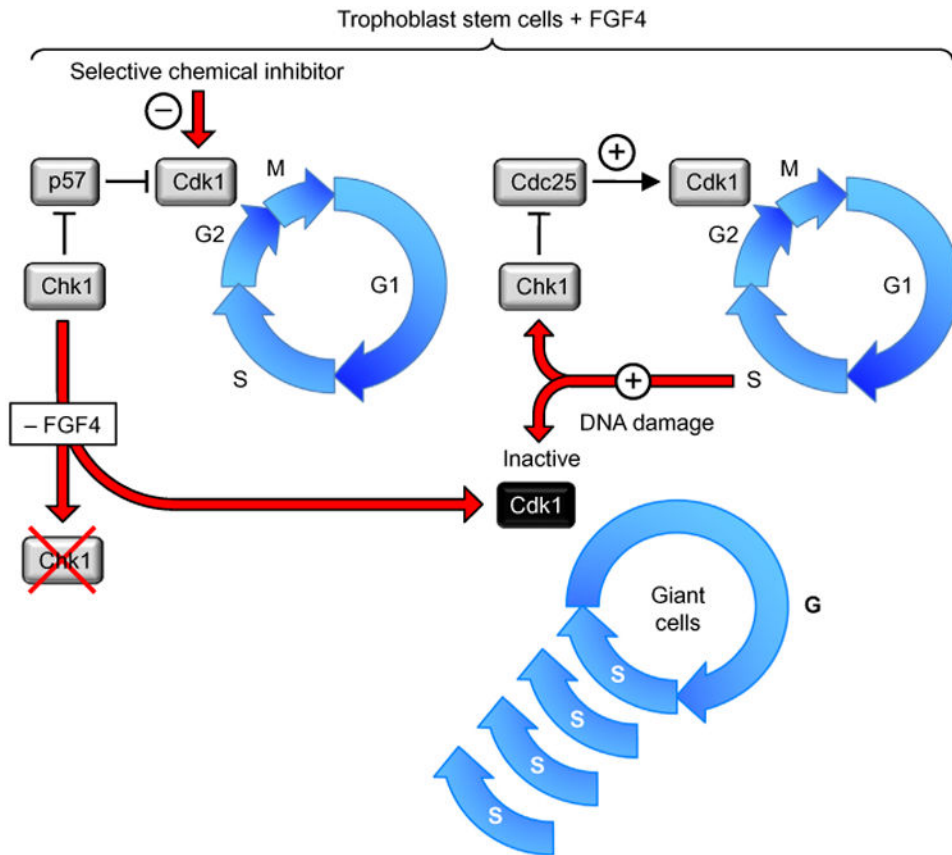 Trophoblast stem cells + FGF4
Selective chemical inhibitor
−
+
p57
Cdk1
M
Cdc25
Cdk1
M
G2
G2
Chk1
G1
Chk1
G1
S
+
S
– FGF4
DNA damage
Inactive
Cdk1
Chk1
Giant
cells
G
S
S
S
S